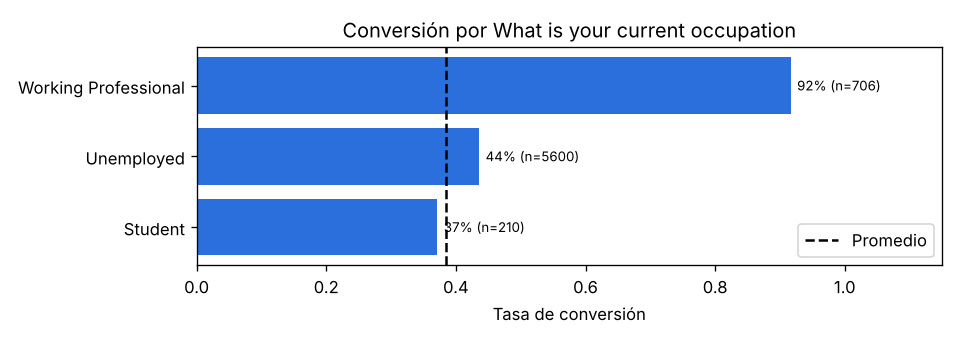 Conversión por What is your current occupation
Working Professional
92% (n=706)
Unemployed
44% (n=5600)
Student
37% (n=210)
Promedio
0.0
0.2
0.4
0.6
0.8
1.0
Tasa de conversión